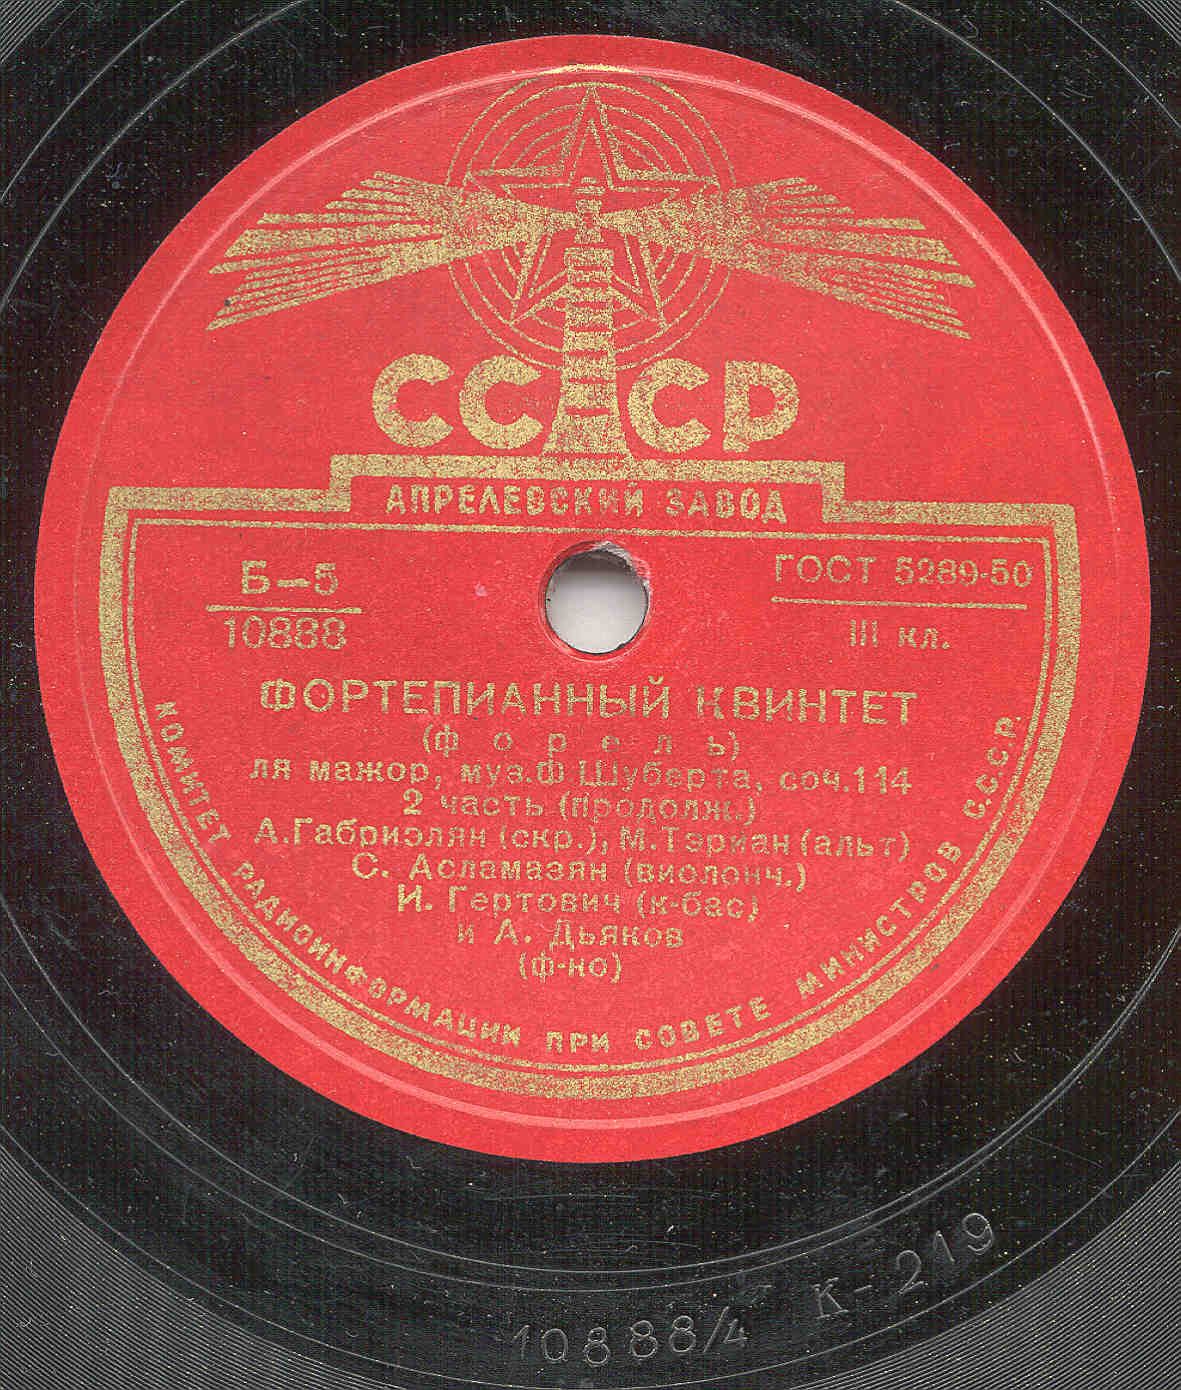 СССР
АПРЕЛЕВСКИЙ ЗАВОД
Б–5
10888
ГОСТ 5289-50
III кл.
ФОРТЕПИАННЫЙ КВИНТЕТ
(форель)
ля мажор, муз.Ф Шуберта, соч.114
2 часть (продолж.)
А.Габриэлян (скр.), М.Тэриан (альт)
С. Асламазян (виолонч.)
И. Гертович (к-бас)
и А. Дьяков
(ф-но)
КОМИТЕТ РАДИОИНФОРМАЦИИ ПРИ СОВЕТЕ МИНИСТРОВ С.С.С.Р.
10888/4 К-219